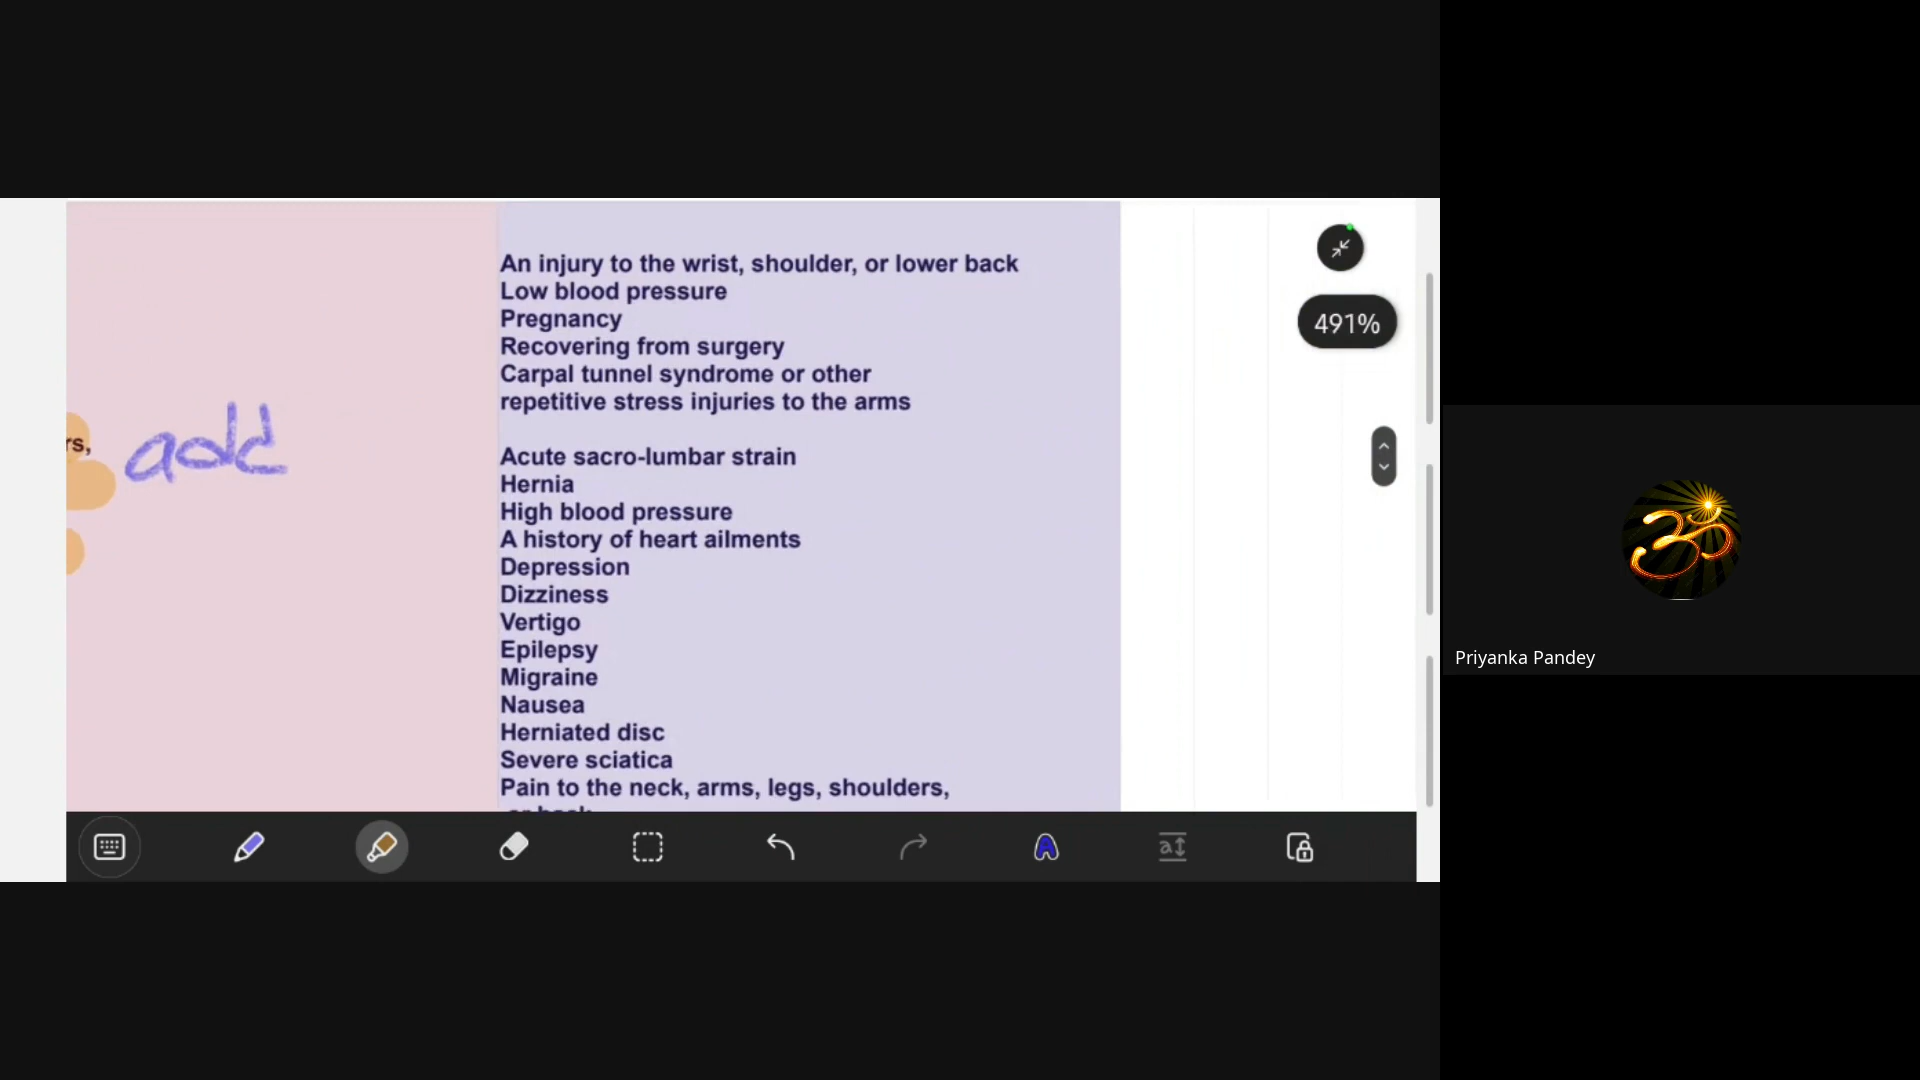 An injury to the wrist, shoulder, or lower back
Low blood pressure
Pregnancy
Recovering from surgery
Carpal tunnel syndrome or other
repetitive stress injuries to the arms
rs,
add
Acute sacro-lumbar strain
Hernia
High blood pressure
A history of heart ailments
Depression
Dizziness
Vertigo
Epilepsy
Migraine
Nausea
Herniated disc
Severe sciatica
Pain to the neck, arms, legs, shoulders,
or back
491%
ॐ
Priyanka Pandey